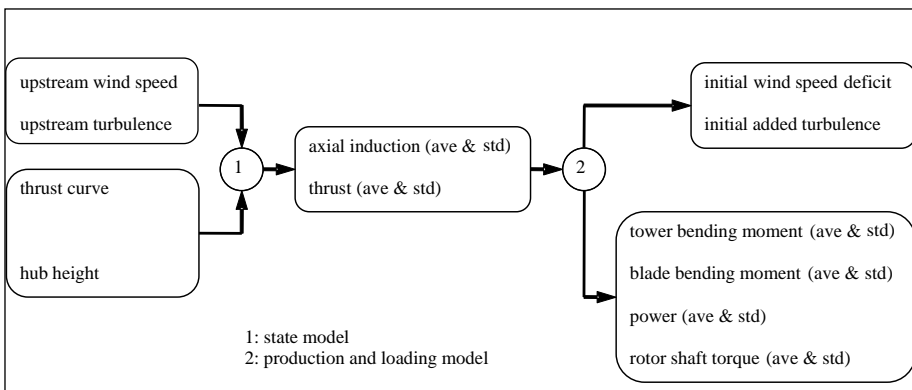 upstream wind speed
upstream turbulence
thrust curve
hub height
1
axial induction (ave & std)
thrust (ave & std)
2
initial wind speed deficit
initial added turbulence
tower bending moment (ave & std)
blade bending moment (ave & std)
power (ave & std)
rotor shaft torque (ave & std)
1: state model
2: production and loading model